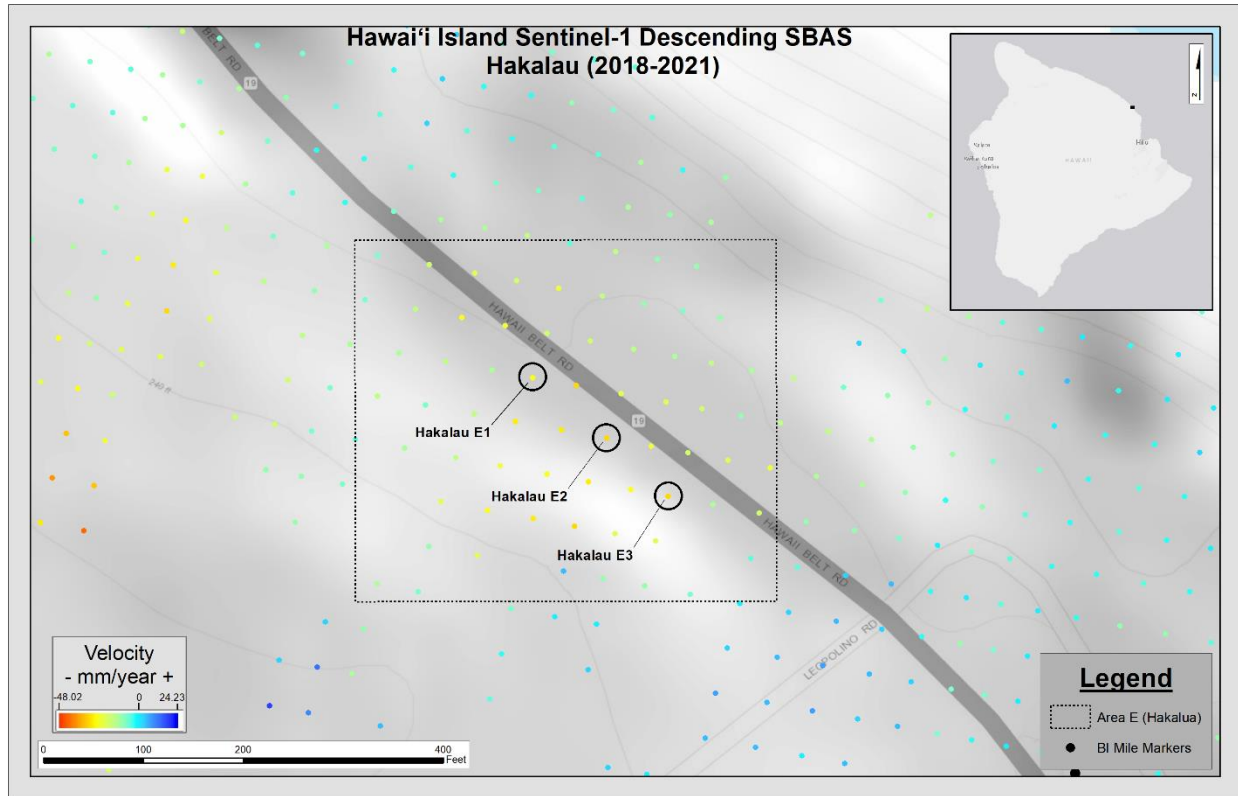 Hawai'i Island Sentinel-1 Descending SBAS
Hakalau (2018-2021)
BELT RD
19
N
Hilo
HAWAII
HAWAII BELT RD
19
240 ft
Hakalau E1
Hakalau E2
Hakalau E3
HAWAII BELT RD
LEOPOLINO RD
Velocity
- mm/year +
-48.02 0 24.23
0 100 200 400
Feet
Legend
Area E (Hakalua)
BI Mile Markers